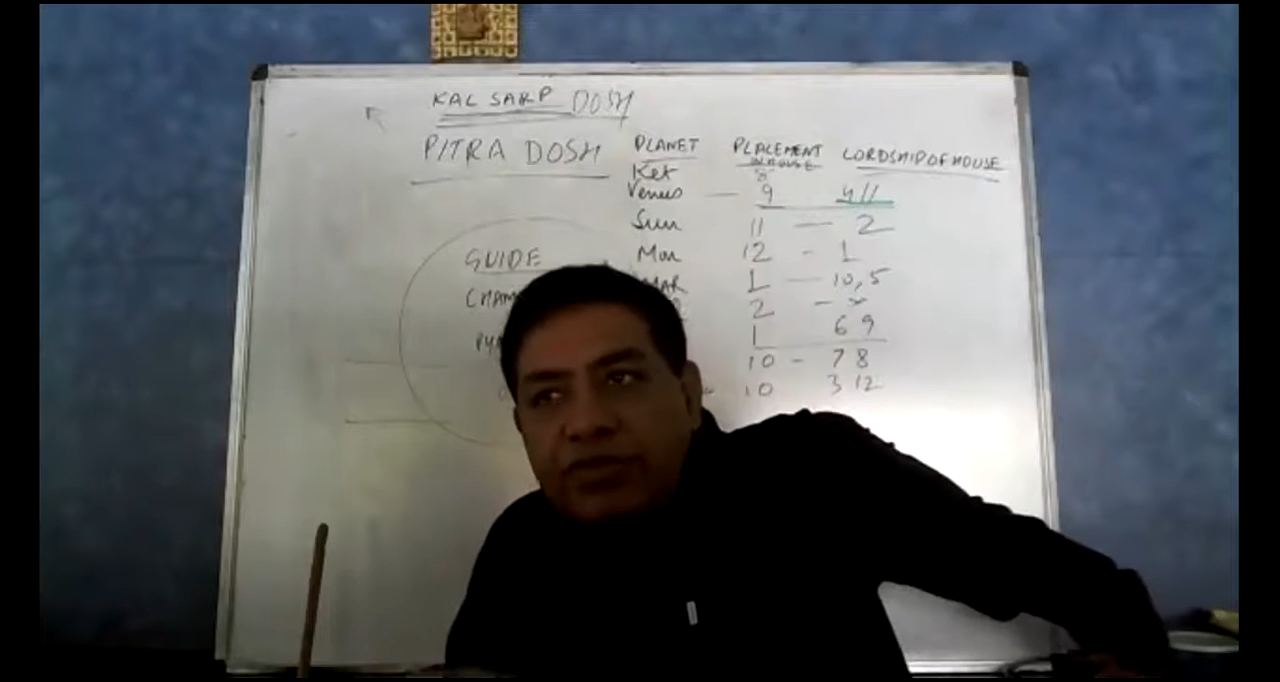 KAL SARP DOSH
PITRA DOSH
PLANET PLACEMENT LORDSHIP OF HOUSE
IN HOUSE
Ket 8
Venus — 9 4 11
Sun 11 — 2
GUIDE
Mon 12 - 1
CHAM
MAR 1 — 10, 5
2 -
1 6 9
10 - 7 8
10 3 12